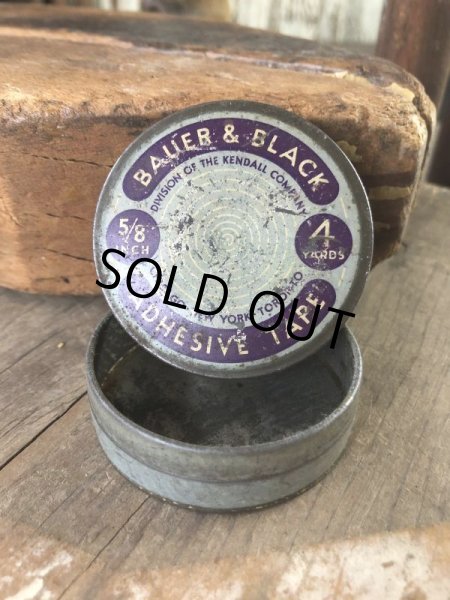 BAUER & BLACK
DIVISION OF THE KENDALL COMPANY
5/8 INCH
4 YARDS
NEW YORK TORONTO
ADHESIVE TAPE
SOLD OUT